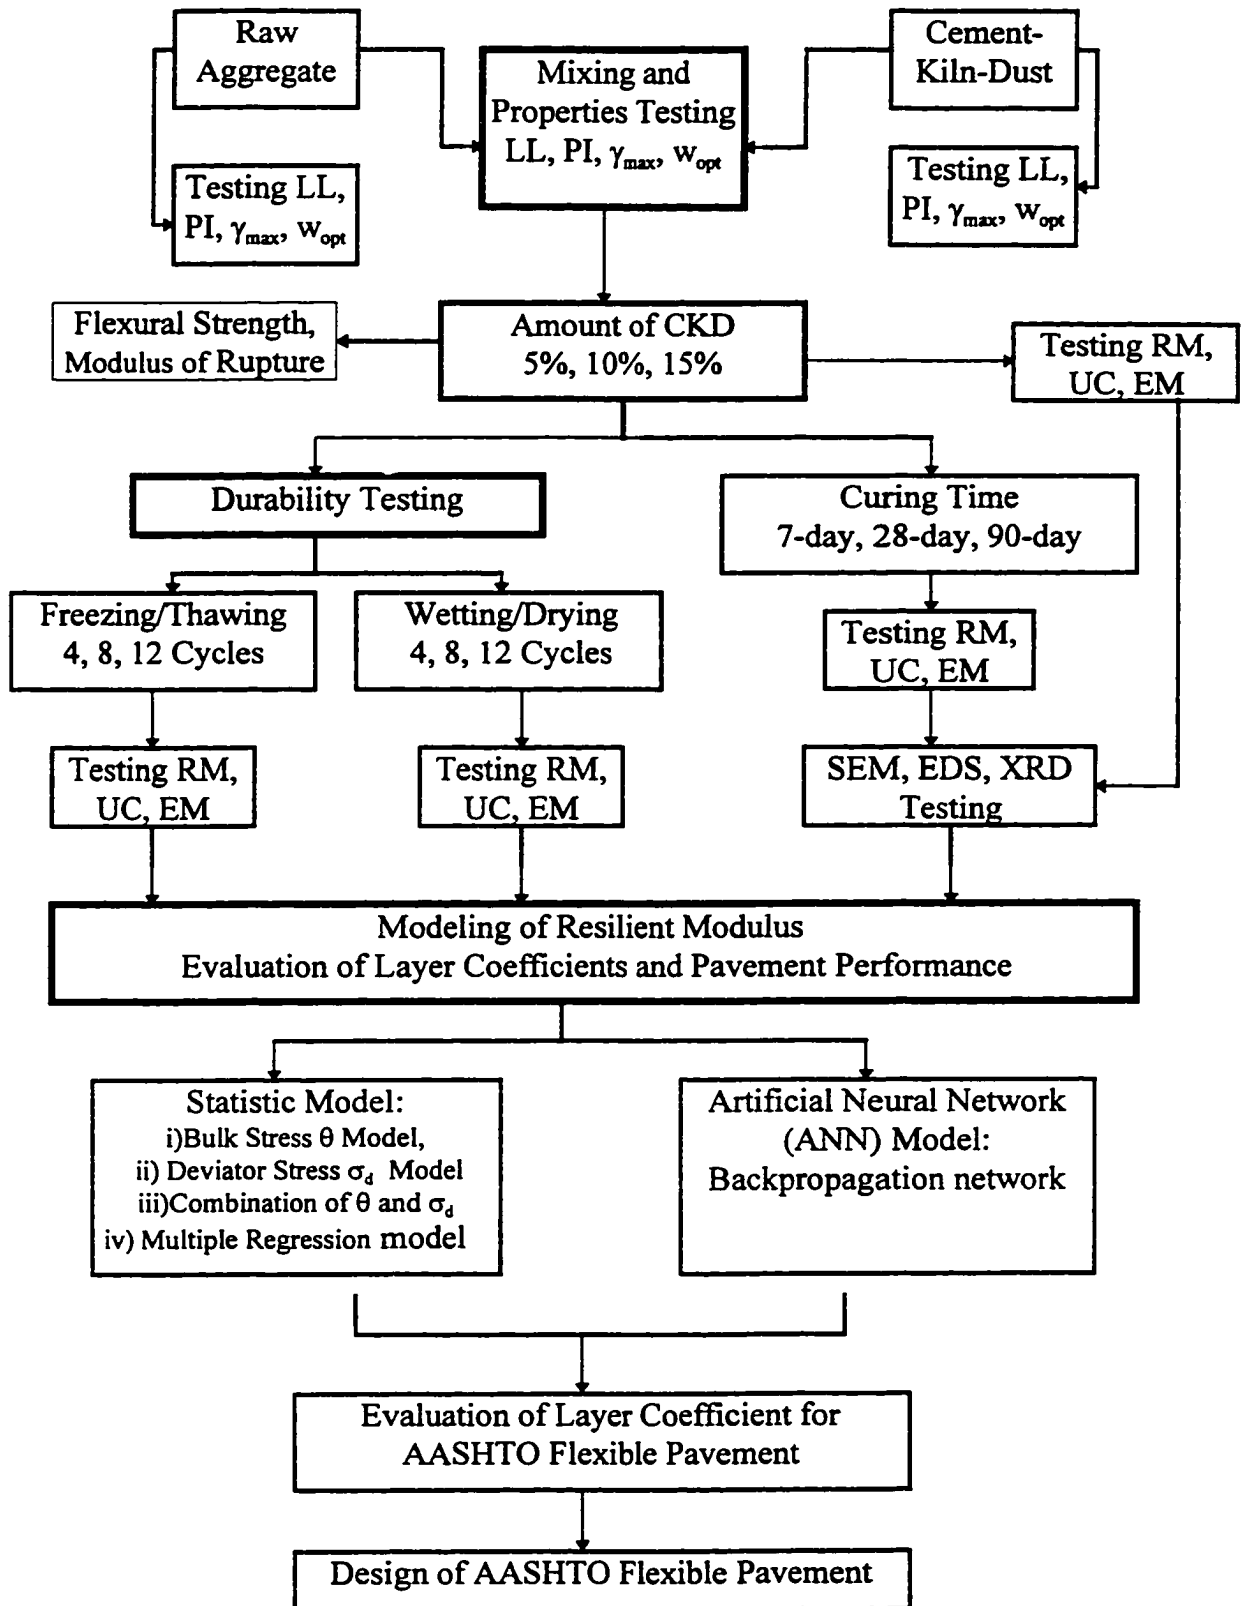 Raw
Aggregate
Mixing and
Properties Testing
LL, PI, γmax, wopt
Cement-
Kiln-Dust
Testing LL,
PI, γmax, wopt
Testing LL,
PI, γmax, wopt
Flexural Strength,
Modulus of Rupture
Amount of CKD
5%, 10%, 15%
Testing RM,
UC, EM
Durability Testing
Curing Time
7-day, 28-day, 90-day
Freezing/Thawing
4, 8, 12 Cycles
Wetting/Drying
4, 8, 12 Cycles
Testing RM,
UC, EM
Testing RM,
UC, EM
Testing RM,
UC, EM
SEM, EDS, XRD
Testing
Modeling of Resilient Modulus
Evaluation of Layer Coefficients and Pavement Performance
Statistic Model:
i)Bulk Stress θ Model,
ii) Deviator Stress σd Model
iii)Combination of θ and σd
iv) Multiple Regression model
Artificial Neural Network
(ANN) Model:
Backpropagation network
Evaluation of Layer Coefficient for
AASHTO Flexible Pavement
Design of AASHTO Flexible Pavement